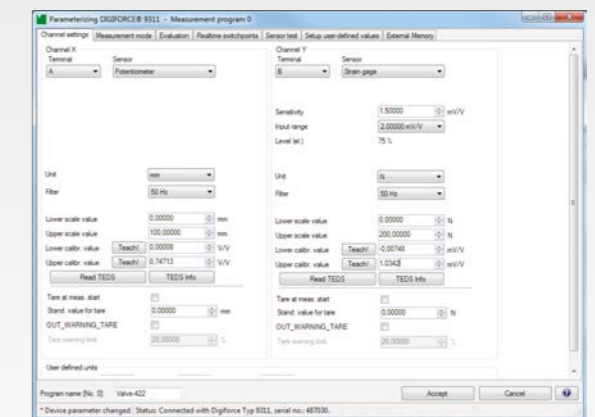 Parameterizing DIGIFORCE® 9311 - Measurement program 0
Channel settings Measurement mode Evaluation Realtime switchpoints Sensor test Setup user-defined values External Memory
Channel X Channel Y
Terminal Sensor Terminal Sensor
A Potentiometer B Strain gage
Sensitivity 1.50000 mV/V
Input range 2.00000 mV/V
Level (el.) 75 %
Unit mm Unit N
Filter 50 Hz Filter 50 Hz
Lower scale value 0.00000 mm Lower scale value 0.00000 N
Upper scale value 100.00000 mm Upper scale value 200.00000 N
Lower calibr. value Teach! 0.00008 V/V Lower calibr. value Teach! -0.00748 mV/V
Upper calibr. value Teach! 0.74713 V/V Upper calibr. value Teach! 1.0342 mV/V
Read TEDS TEDS Info Read TEDS TEDS Info
Tare at meas. start Tare at meas. start
Stand. value for tare 0.00000 mm Stand. value for tare 0.00000 N
OUT_WARNING_TARE OUT_WARNING_TARE
Tare warning limit 20.00000 % Tare warning limit 20.00000 %
User defined units
Program name [No. 0] Valve-422 Accept Cancel
* Device parameter changed Status: Connected with Digiforce Typ 9311, serial no.: 487030.